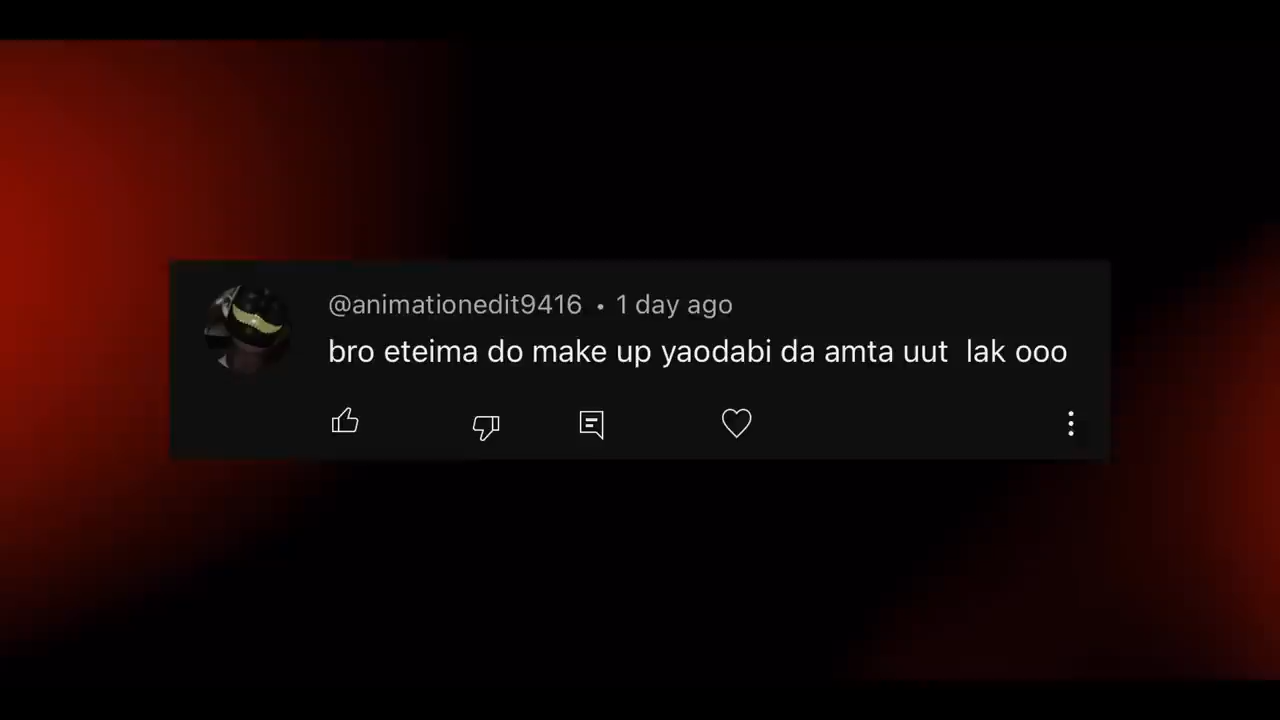 @animationedit9416 • 1 day ago
bro eteima do make up yaodabi da amta uut lak ooo